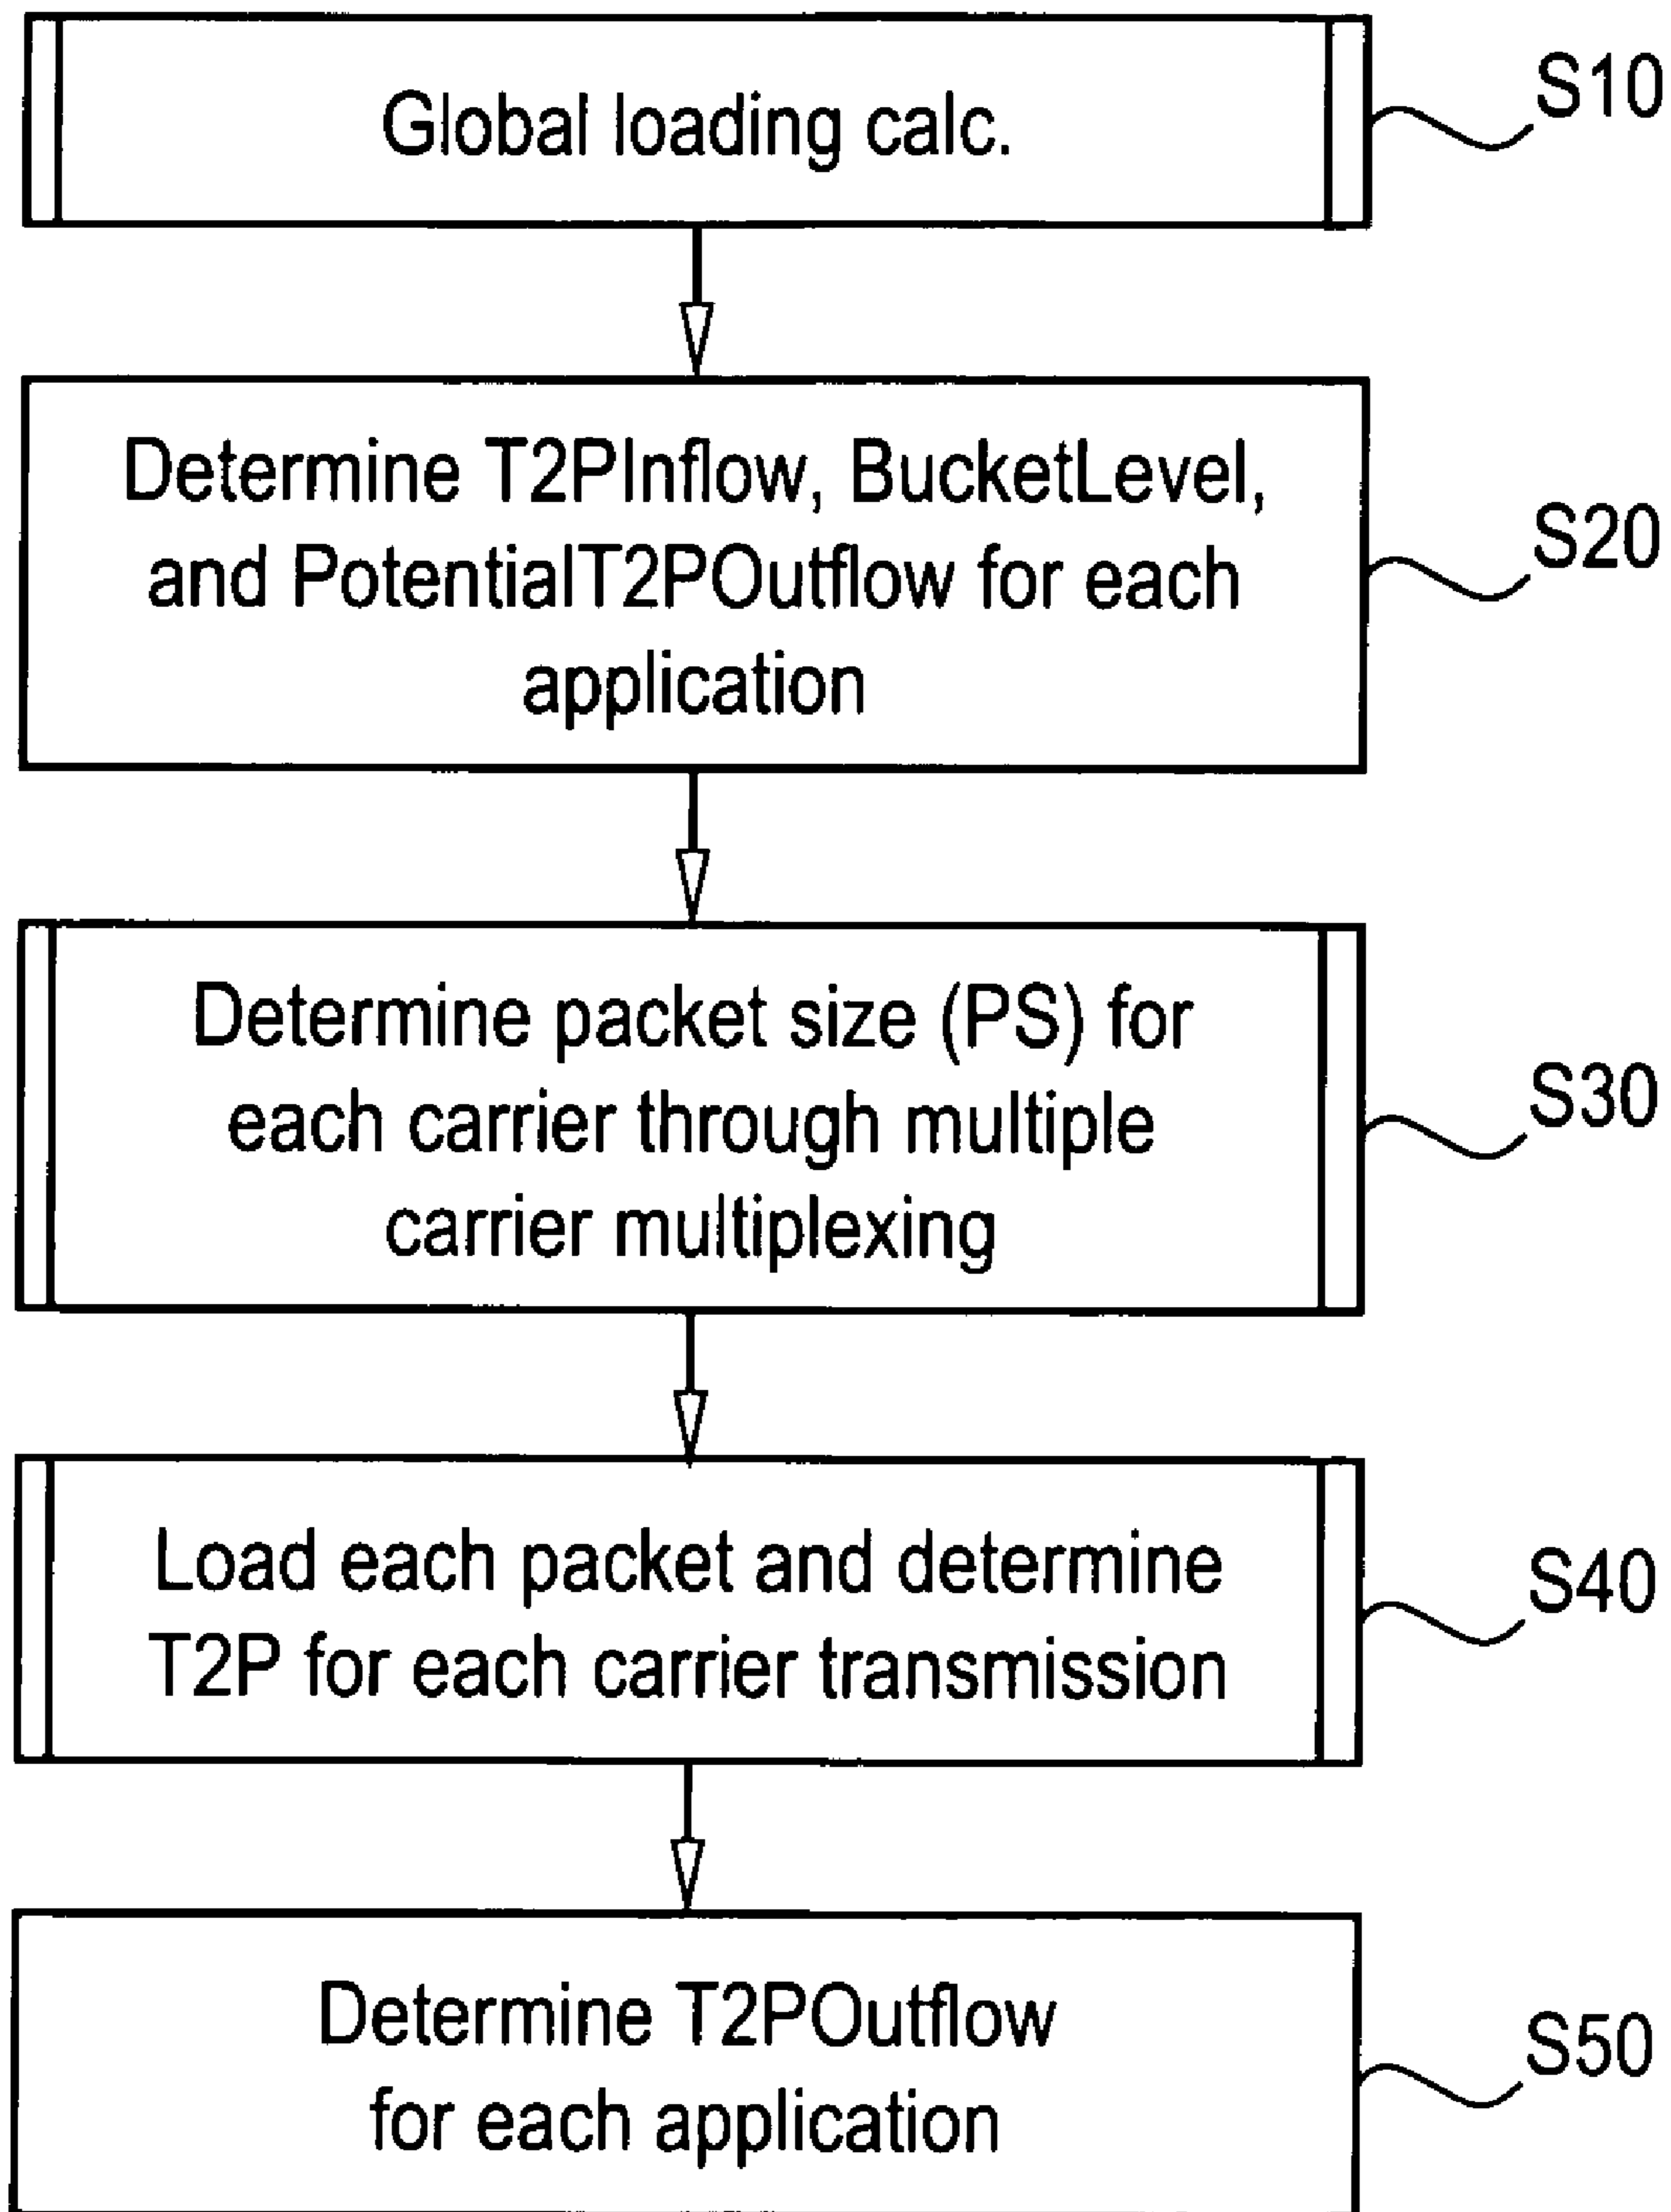 Global loading calc.
S10
Determine T2PInflow, BucketLevel,
and PotentialT2POutflow for each
application
S20
Determine packet size (PS) for
each carrier through multiple
carrier multiplexing
S30
Load each packet and determine
T2P for each carrier transmission
S40
Determine T2POutflow
for each application
S50